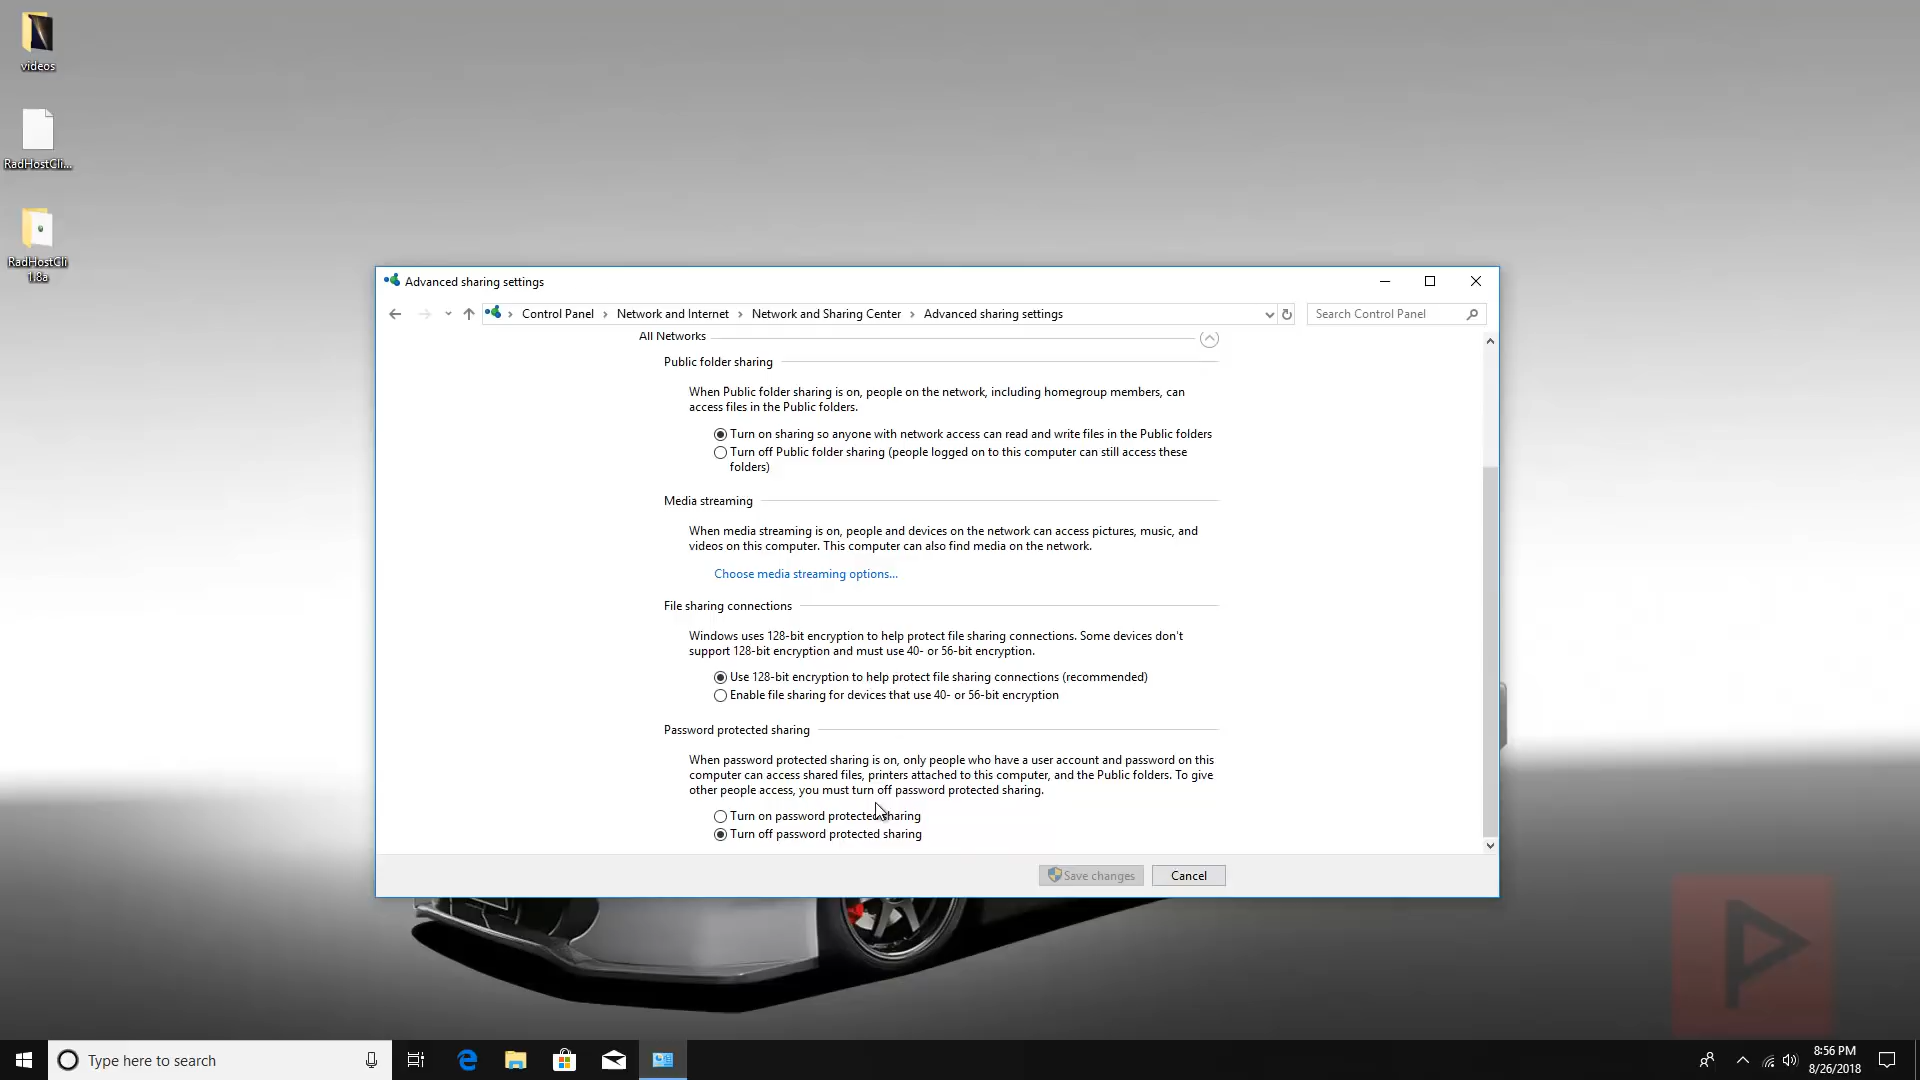 videos
RadHostCli...
RadHostCli
1.8a
Advanced sharing settings
Control Panel > Network and Internet > Network and Sharing Center > Advanced sharing settings
Search Control Panel
All Networks
Public folder sharing
When Public folder sharing is on, people on the network, including homegroup members, can
access files in the Public folders.
Turn on sharing so anyone with network access can read and write files in the Public folders
Turn off Public folder sharing (people logged on to this computer can still access these
folders)
Media streaming
When media streaming is on, people and devices on the network can access pictures, music, and
videos on this computer. This computer can also find media on the network.
Choose media streaming options...
File sharing connections
Windows uses 128-bit encryption to help protect file sharing connections. Some devices don't
support 128-bit encryption and must use 40- or 56-bit encryption.
Use 128-bit encryption to help protect file sharing connections (recommended)
Enable file sharing for devices that use 40- or 56-bit encryption
Password protected sharing
When password protected sharing is on, only people who have a user account and password on this
computer can access shared files, printers attached to this computer, and the Public folders. To give
other people access, you must turn off password protected sharing.
Turn on password protected sharing
Turn off password protected sharing
Save changes
Cancel
Type here to search
8:56 PM
8/26/2018